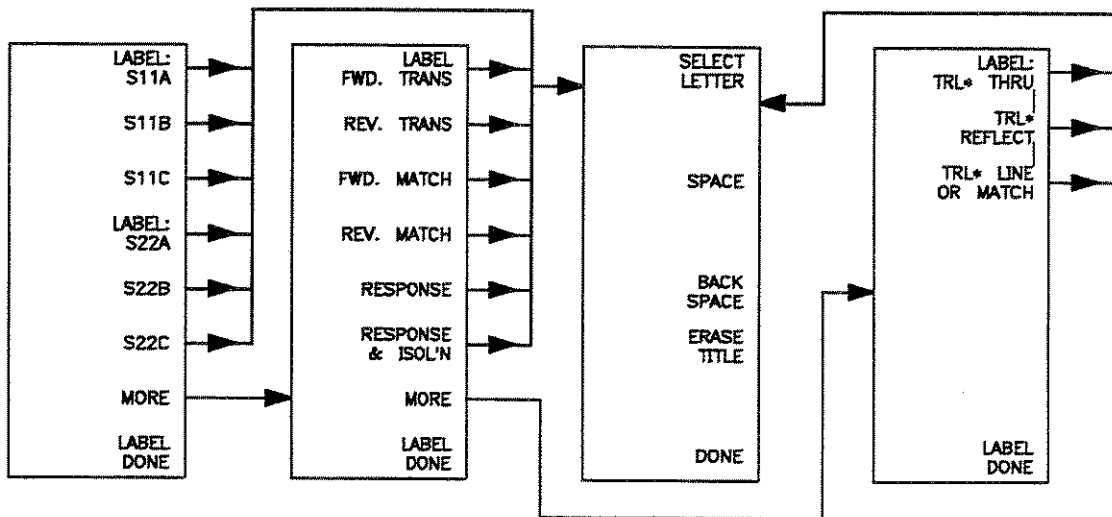 LABEL:
S11A
S11B
S11C
LABEL:
S22A
S22B
S22C
MORE
LABEL
DONE
LABEL
FWD. TRANS
REV. TRANS
FWD. MATCH
REV. MATCH
RESPONSE
RESPONSE
& ISOL'N
MORE
LABEL
DONE
SELECT
LETTER
SPACE
BACK
SPACE
ERASE
TITLE
DONE
LABEL:
TRL* THRU
TRL*
REFLECT
TRL* LINE
OR MATCH
LABEL
DONE